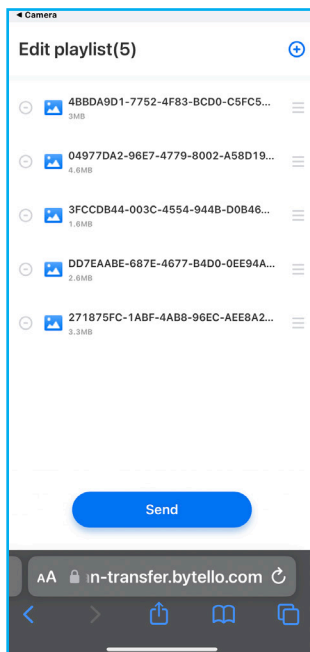 ◀ Camera
Edit playlist(5)
4BBDA9D1-7752-4F83-BCD0-C5FC5...
3MB
04977DA2-96E7-4779-8002-A58D19...
4.6MB
3FCCDB44-003C-4554-944B-D0B46...
1.6MB
DD7EAABE-687E-4677-B4D0-0EE94A...
2.6MB
271875FC-1ABF-4AB8-96EC-AEE8A2...
3.3MB
Send
AA n-transfer.bytello.com